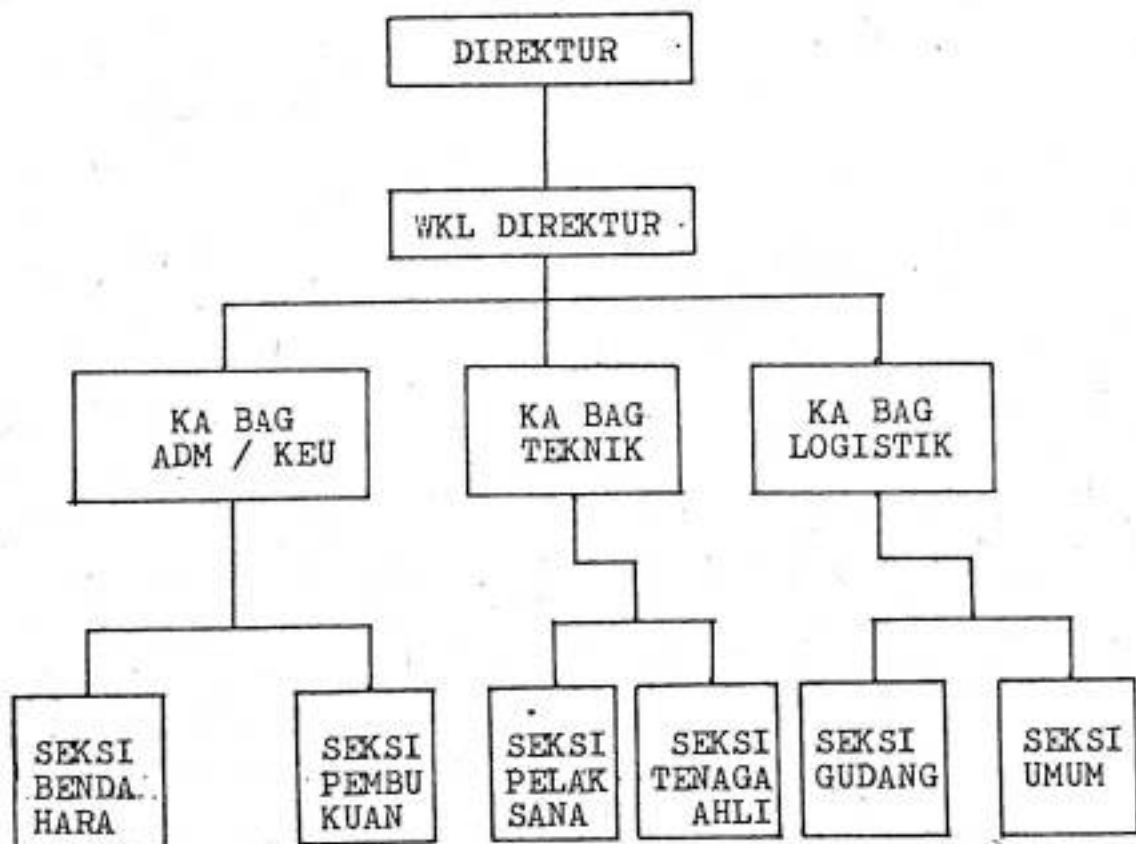 DIREKTUR
WKL DIREKTUR
KA BAG
ADM / KEU
KA BAG
TEKNIK
KA BAG
LOGISTIK
SEKSI
BENDA
HARA
SEKSI
PEMBU
KUAN
SEKSI
PELAK
SANA
SEKSI
TENAGA
AHLI
SEKSI
GUDANG
SEKSI
UMUM